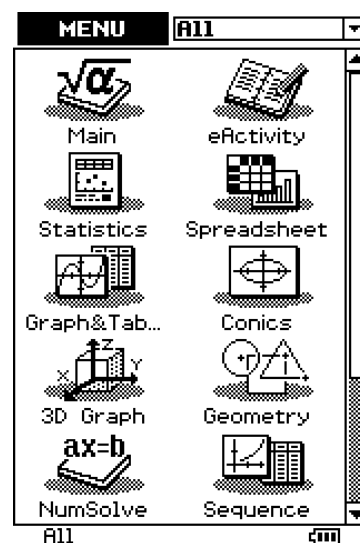 MENU All
√α
Main eActivity
Statistics Spreadsheet
Graph&Tab... Conics
Z
X Y
r
3D Graph Geometry
ax=b
NumSolve Sequence
All